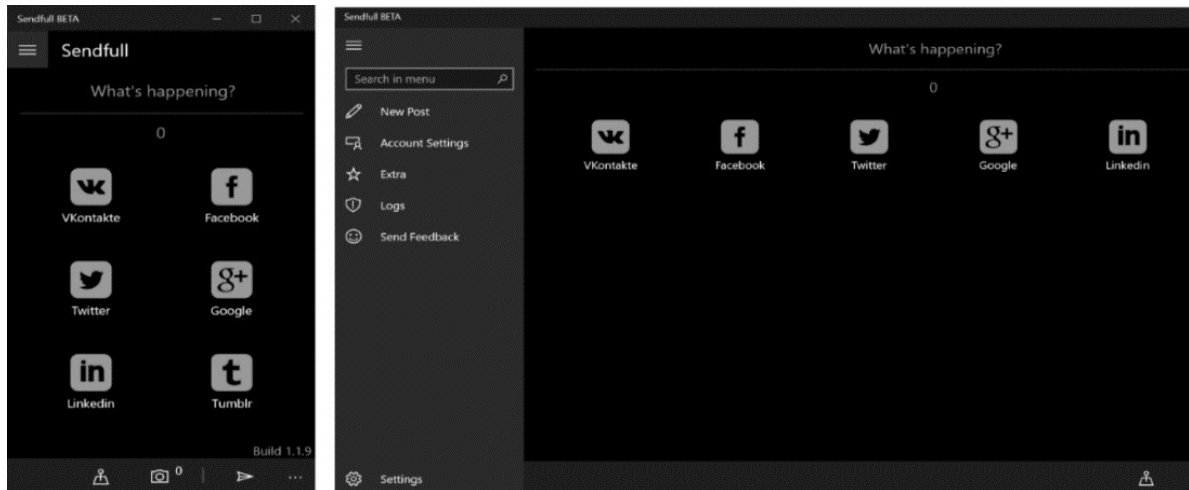 Sendfull BETA
Sendfull
What's happening?
0
VKontakte Facebook
Twitter Google
Linkedin Tumblr
Build 1.1.9
0
Sendfull BETA
Search in menu
New Post
Account Settings
Extra
Logs
Send Feedback
Settings
What's happening?
0
VKontakte Facebook Twitter Google Linkedin